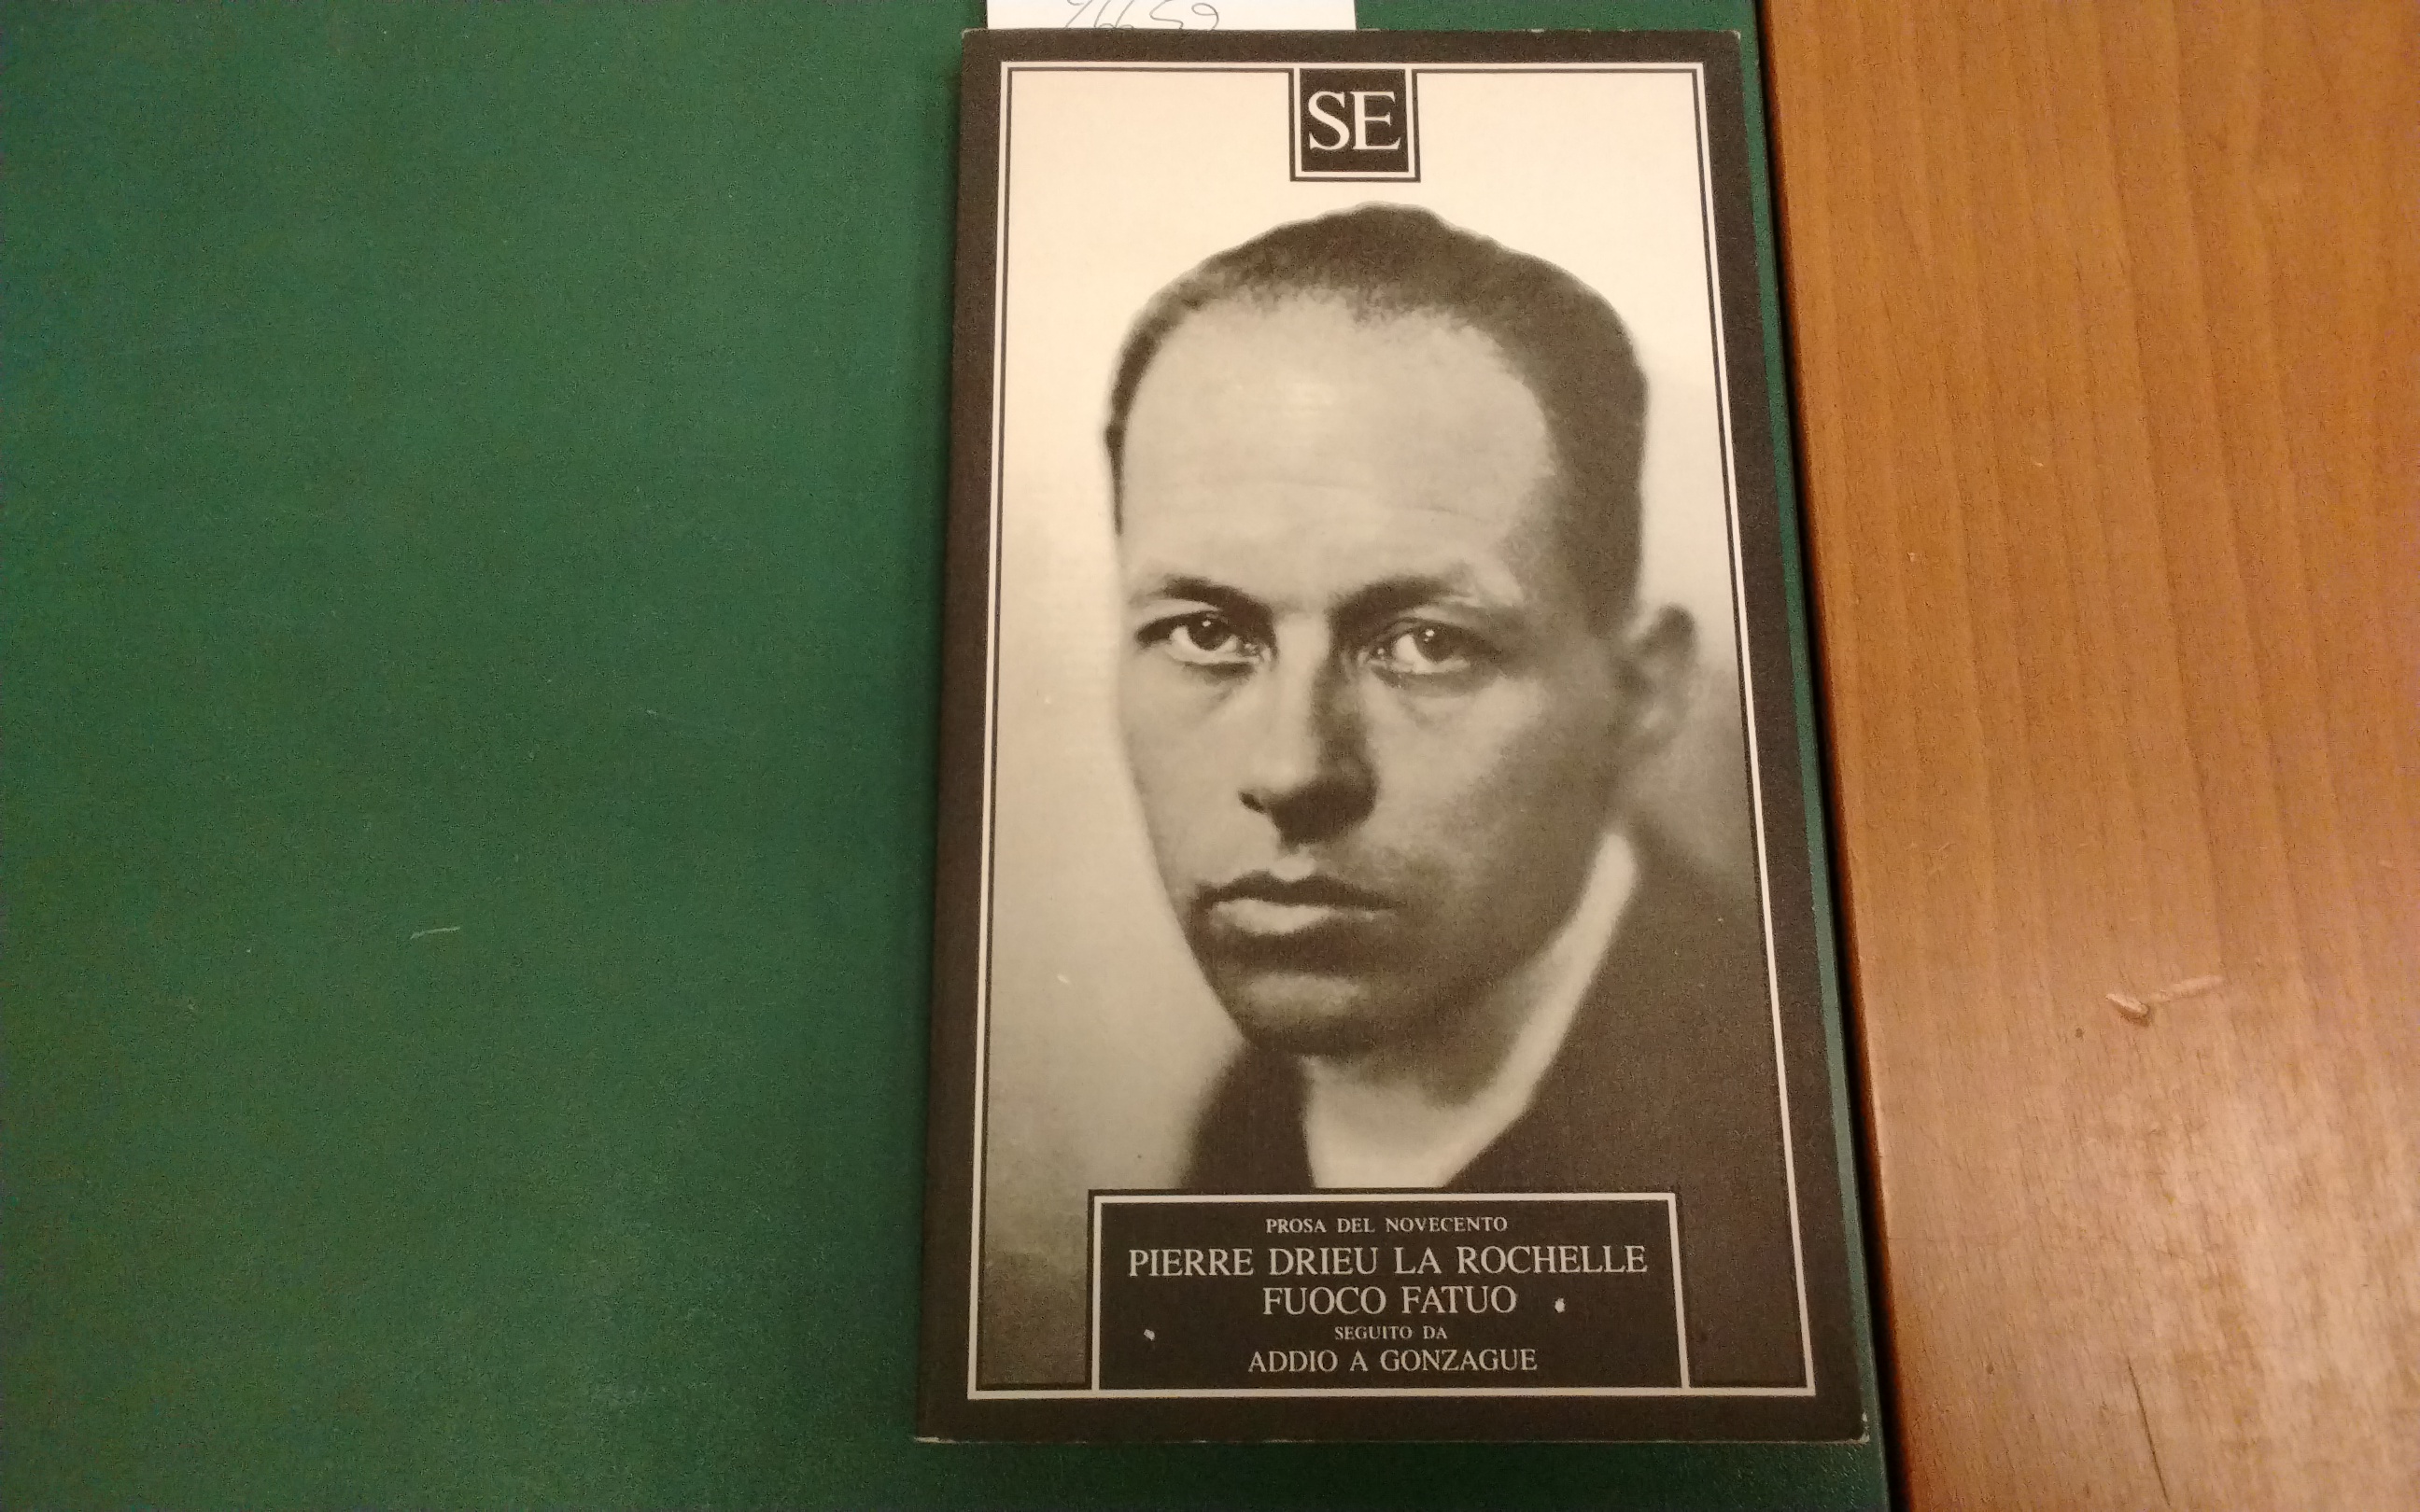 SE
PROSA DEL NOVECENTO
PIERRE DRIEU LA ROCHELLE
FUOCO FATUO
SEGUITO DA
ADDIO A GONZAGUE